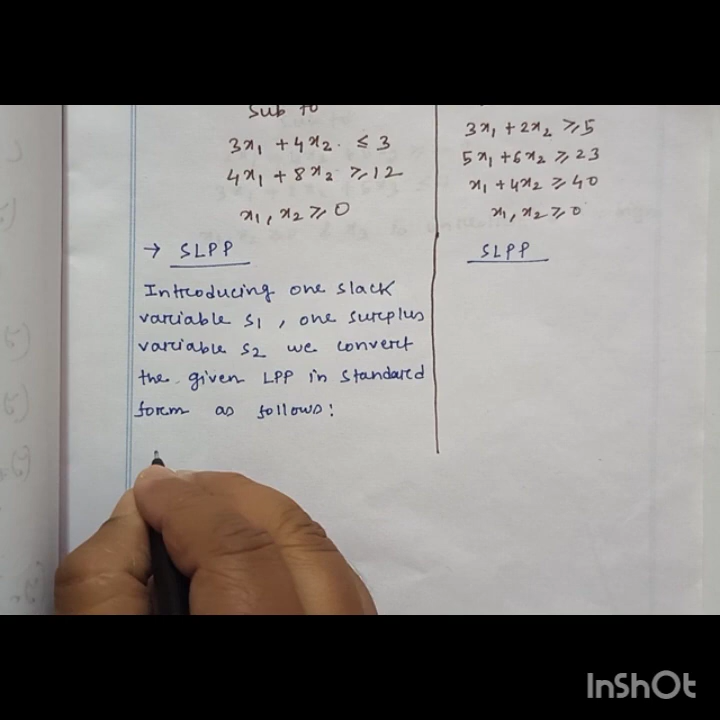 Sub to
3x₁ + 4x₂ ≤ 3
4x₁ + 8x₂ ≥ 12
x₁, x₂ ≥ 0
→ SLPP
Introducing one slack
variable s1, one surplus
variable s2 we convert
the given LPP in standard
form as follows:
3x₁ + 2x₂ ≥ 5
5x₁ + 6x₂ ≥ 23
x₁ + 4x₂ ≥ 40
x₁, x₂ ≥ 0
SLPP
InShOt